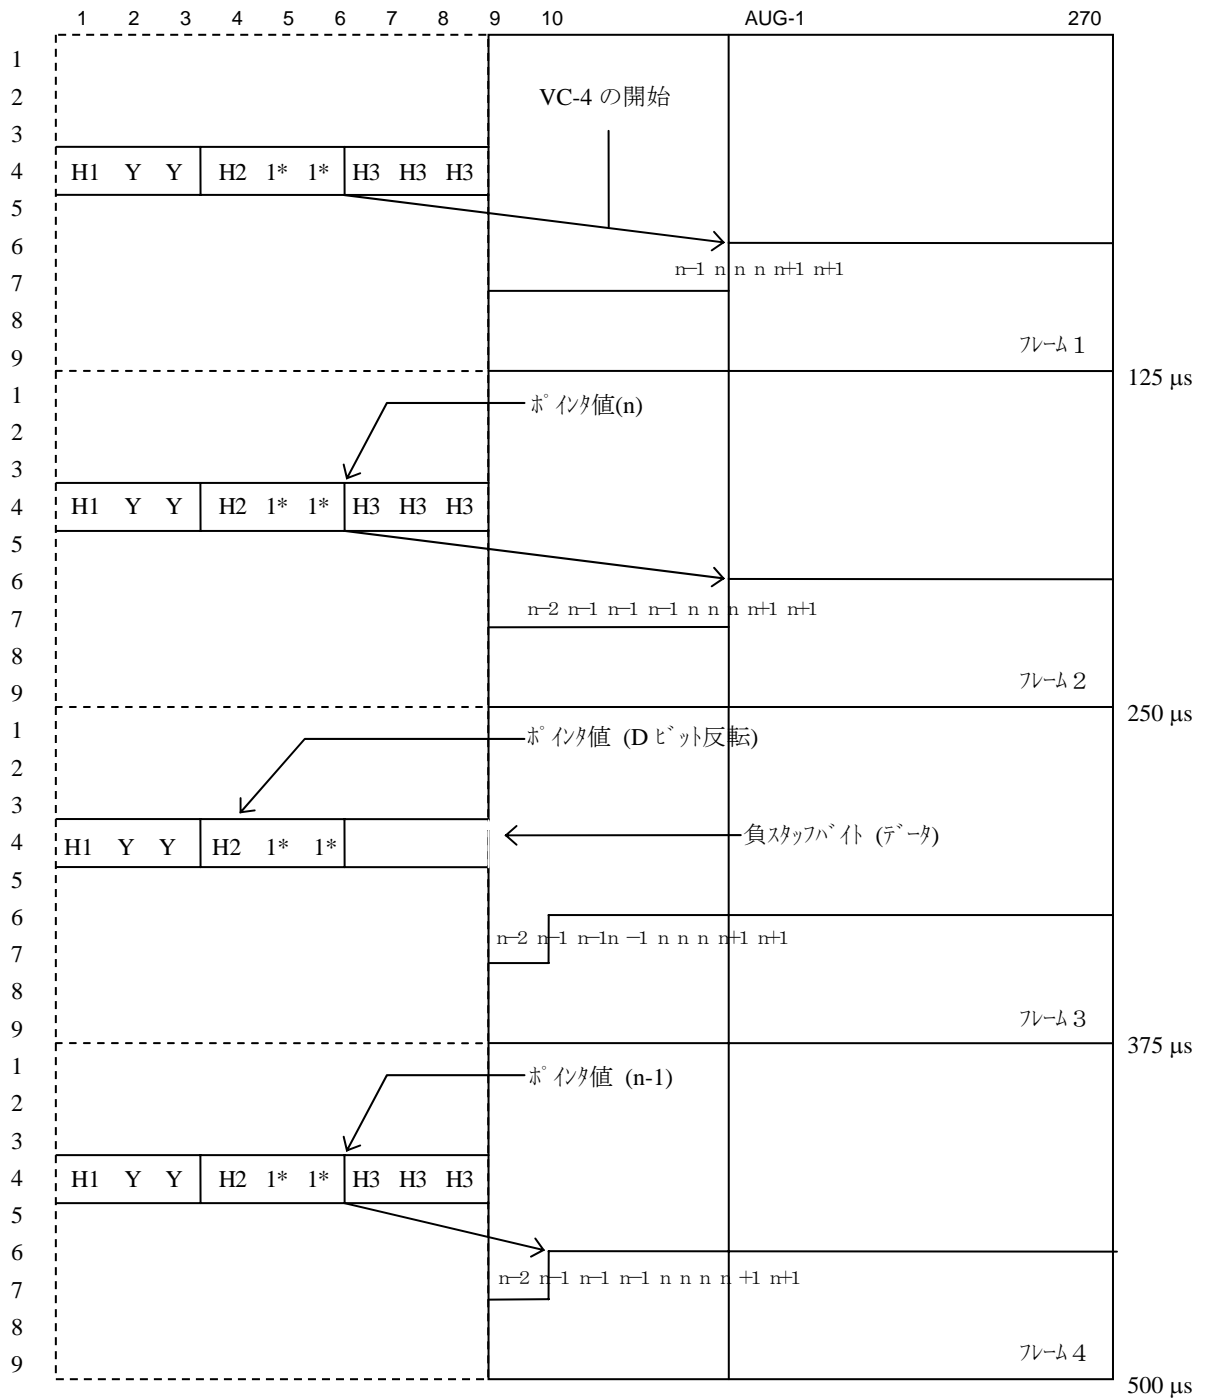 1 2 3 4 5 6 7 8 9 10 AUG-1 270
1
2 VC-4 の開始
3
4 H1 Y Y H2 1* 1* H3 H3 H3
5
6
n−1 n n n n+1 n+1
7
8
9 フレーム 1
125 μs
1 ポインタ値(n)
2
3
4 H1 Y Y H2 1* 1* H3 H3 H3
5
6
n−2 n−1 n−1 n−1 n n n n+1 n+1
7
8
9 フレーム 2
250 μs
1 ポインタ値 (D ビット反転)
2
3
4 H1 Y Y H2 1* 1* 負スタッフバイト (データ)
5
6
n−2 n−1 n−1n −1 n n n n+1 n+1
7
8
9 フレーム 3
375 μs
1 ポインタ値 (n-1)
2
3
4 H1 Y Y H2 1* 1* H3 H3 H3
5
6
n−2 n−1 n−1 n−1 n n n n +1 n+1
7
8
9 フレーム 4
500 μs